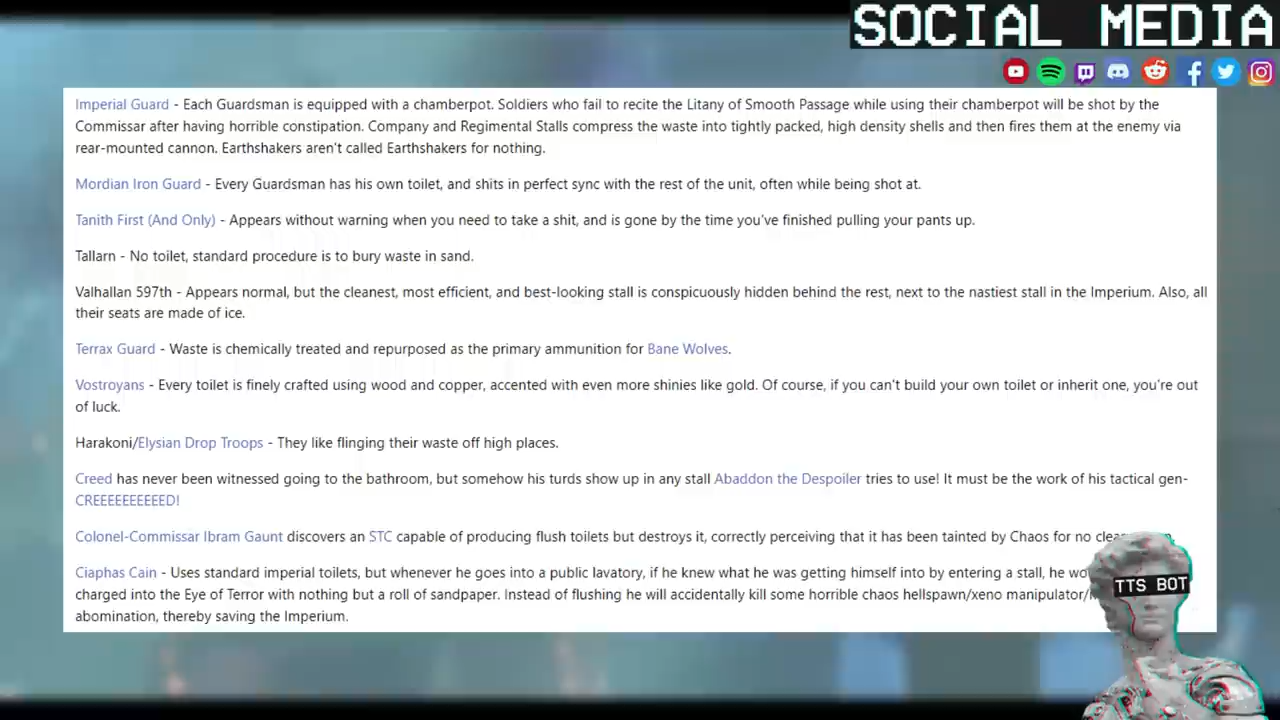 SOCIAL MEDIA
Imperial Guard - Each Guardsman is equipped with a chamberpot. Soldiers who fail to recite the Litany of Smooth Passage while using their chamberpot will be shot by the
Commissar after having horrible constipation. Company and Regimental Stalls compress the waste into tightly packed, high density shells and then fires them at the enemy via
rear-mounted cannon. Earthshakers aren't called Earthshakers for nothing.
Mordian Iron Guard - Every Guardsman has his own toilet, and shits in perfect sync with the rest of the unit, often while being shot at.
Tanith First (And Only) - Appears without warning when you need to take a shit, and is gone by the time you've finished pulling your pants up.
Tallarn - No toilet, standard procedure is to bury waste in sand.
Valhallan 597th - Appears normal, but the cleanest, most efficient, and best-looking stall is conspicuously hidden behind the rest, next to the nastiest stall in the Imperium. Also, all
their seats are made of ice.
Terrax Guard - Waste is chemically treated and repurposed as the primary ammunition for Bane Wolves.
Vostroyans - Every toilet is finely crafted using wood and copper, accented with even more shinies like gold. Of course, if you can't build your own toilet or inherit one, you're out
of luck.
Harakoni/Elysian Drop Troops - They like flinging their waste off high places.
Creed has never been witnessed going to the bathroom, but somehow his turds show up in any stall Abaddon the Despoiler tries to use! It must be the work of his tactical gen-
CREEEEEEEEED!
Colonel-Commissar Ibram Gaunt discovers an STC capable of producing flush toilets but destroys it, correctly perceiving that it has been tainted by Chaos for no
Ciaphas Cain - Uses standard imperial toilets, but whenever he goes into a public lavatory, if he knew what he was getting himself into by entering a stall, he
charged into the Eye of Terror with nothing but a roll of sandpaper. Instead of flushing he will accidentally kill some horrible chaos hellspawn/xeno manipulator/
abomination, thereby saving the Imperium.
TTS BOT